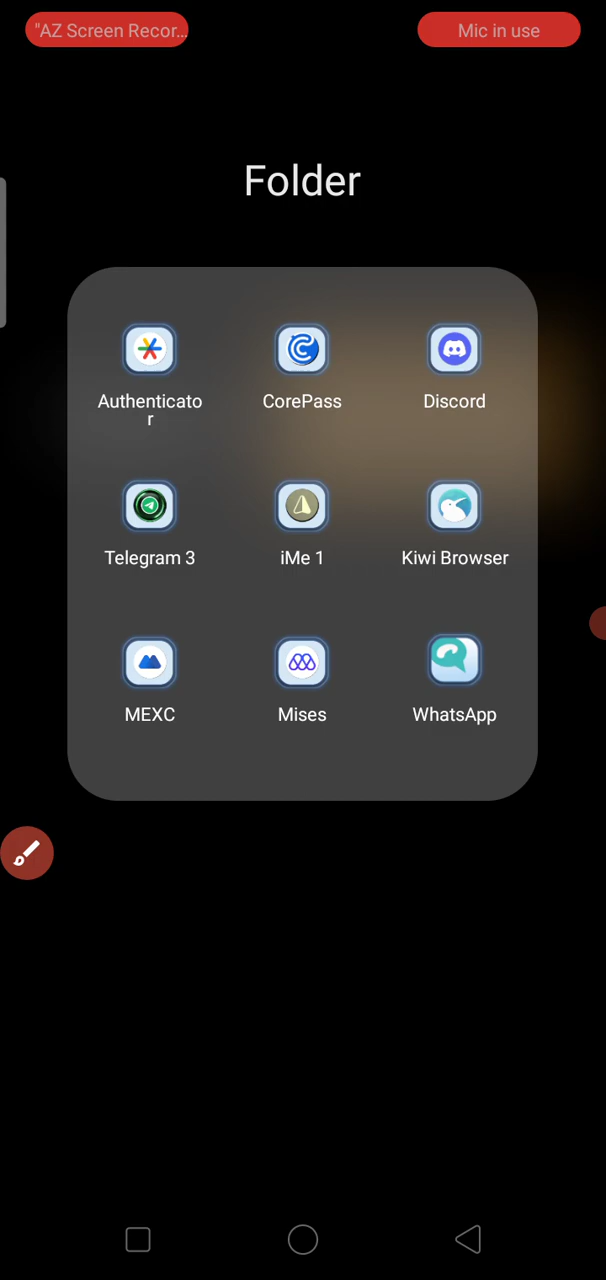 "AZ Screen Recor...
Mic in use
Folder
Authenticato
r
CorePass
Discord
Telegram 3
iMe 1
Kiwi Browser
MEXC
Mises
WhatsApp